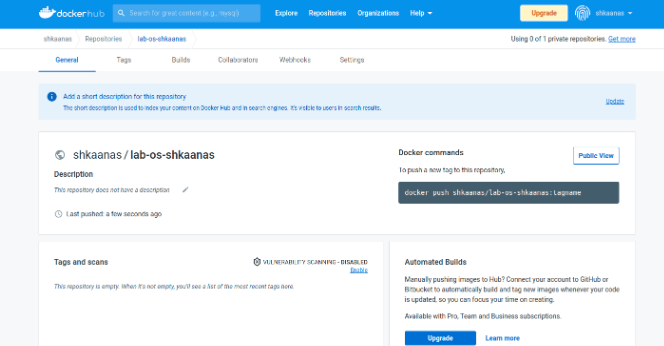 dockerhub
Search for great content (e.g., mysql)
Explore
Repositories
Organizations
Help
Upgrade
shkaanas
shkaanas
Repositories
lab-os-shkaanas
Using 0 of 1 private repositories. Get more
General
Tags
Builds
Collaborators
Webhooks
Settings
Add a short description for this repository
The short description is used to index your content on Docker Hub and in search engines. It's visible to users in search results.
Update
shkaanas / lab-os-shkaanas
Description
This repository does not have a description
Last pushed: a few seconds ago
Docker commands
Public View
To push a new tag to this repository,
docker push shkaanas/lab-os-shkaanas:tagname
Tags and scans
VULNERABILITY SCANNING - DISABLED
Enable
This repository is empty. When it's not empty, you'll see a list of the most recent tags here.
Automated Builds
Manually pushing images to Hub? Connect your account to GitHub or
Bitbucket to automatically build and tag new images whenever your code
is updated, so you can focus your time on creating.
Available with Pro, Team and Business subscriptions.
Upgrade
Learn more